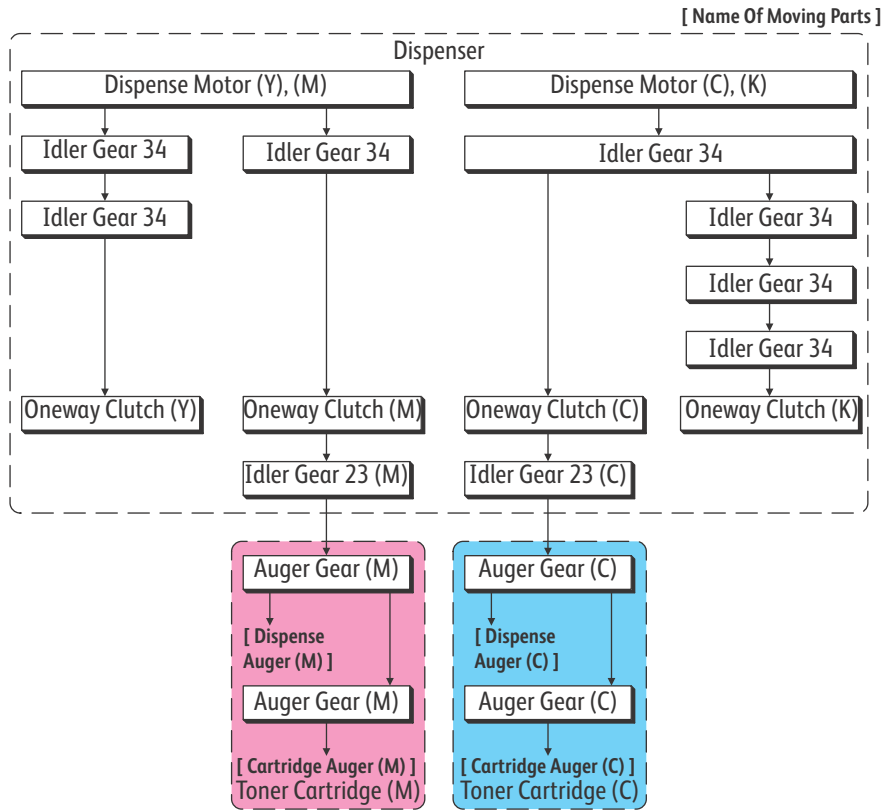 [ Name Of Moving Parts ]
Dispenser
Dispense Motor (Y), (M)
Dispense Motor (C), (K)
Idler Gear 34
Idler Gear 34
Idler Gear 34
Idler Gear 34
Idler Gear 34
Idler Gear 34
Idler Gear 34
Oneway Clutch (Y)
Oneway Clutch (M)
Oneway Clutch (C)
Oneway Clutch (K)
Idler Gear 23 (M)
Idler Gear 23 (C)
Auger Gear (M)
Auger Gear (C)
[ Dispense
Auger (M) ]
[ Dispense
Auger (C) ]
Auger Gear (M)
Auger Gear (C)
[ Cartridge Auger (M) ]
[ Cartridge Auger (C) ]
Toner Cartridge (M)
Toner Cartridge (C)